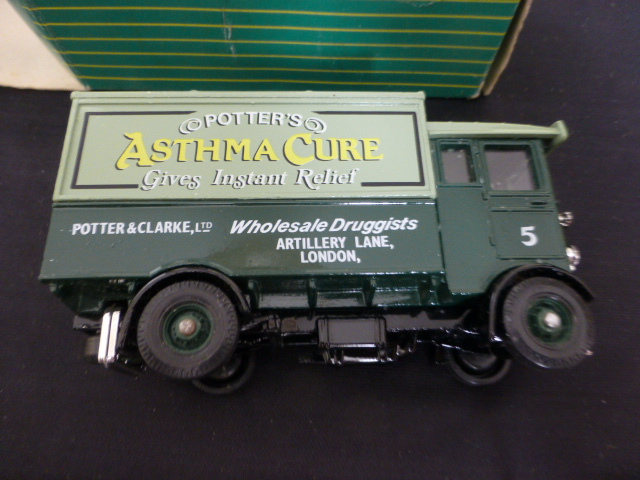 POTTER'S
ASTHMA CURE
Gives Instant Relief
POTTER & CLARKE, LTD
Wholesale Druggists
ARTILLERY LANE,
LONDON,
5